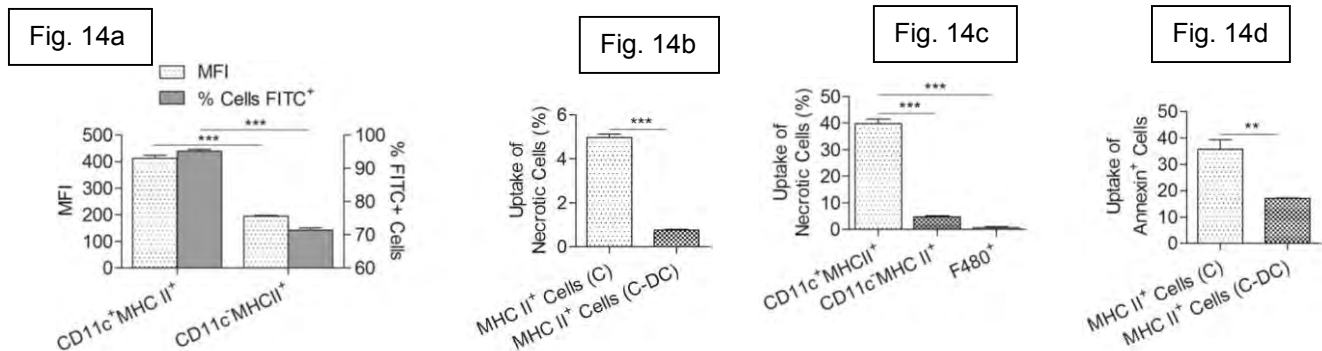 Fig. 14a
MFI
% Cells FITC+
***
***
500
400
300
200
100
0
MFI
100
90
80
70
60
% FITC+ Cells
CD11c+MHC II+
CD11c-MHCII+
Fig. 14b
***
6
4
2
0
Uptake of
Necrotic Cells (%)
MHC II+ Cells (C)
MHC II+ Cells (C-DC)
Fig. 14c
***
***
50
40
30
20
10
0
Uptake of
Necrotic Cells (%)
CD11c+MHCII+
CD11c-MHC II+
F480+
Fig. 14d
**
50
40
30
20
10
0
Uptake of
Annexin+ Cells
MHC II+ Cells (C)
MHC II+ Cells (C-DC)